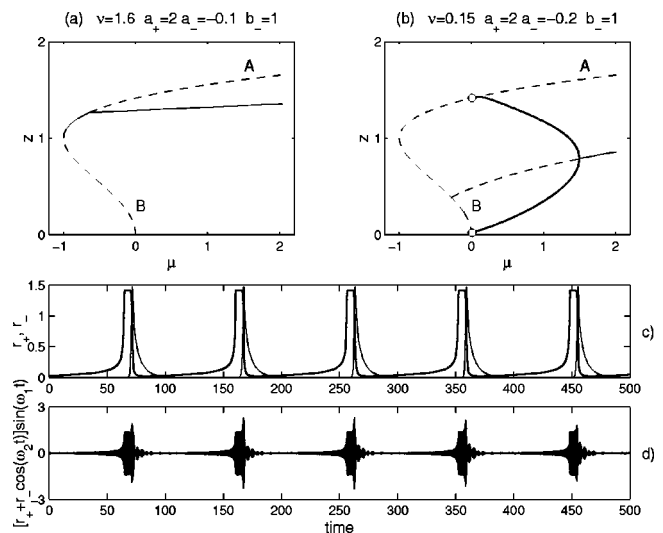 (a) ν=1.6 a₊=2 a₋=−0.1 b₋=1
(b) ν=0.15 a₊=2 a₋=−0.2 b₋=1
2
A
z
1
B
0
−1 0 1 2
μ
2
A
z
1
B
0
−1 0 1 2
μ
1.5
1
0.5
0
r₊, r₋
c)
0 50 100 150 200 250 300 350 400 450 500
3
0
−3
[r₊+r₋cos(ω₂t)]sin(ω₁t)
d)
0 50 100 150 200 250 300 350 400 450 500
time